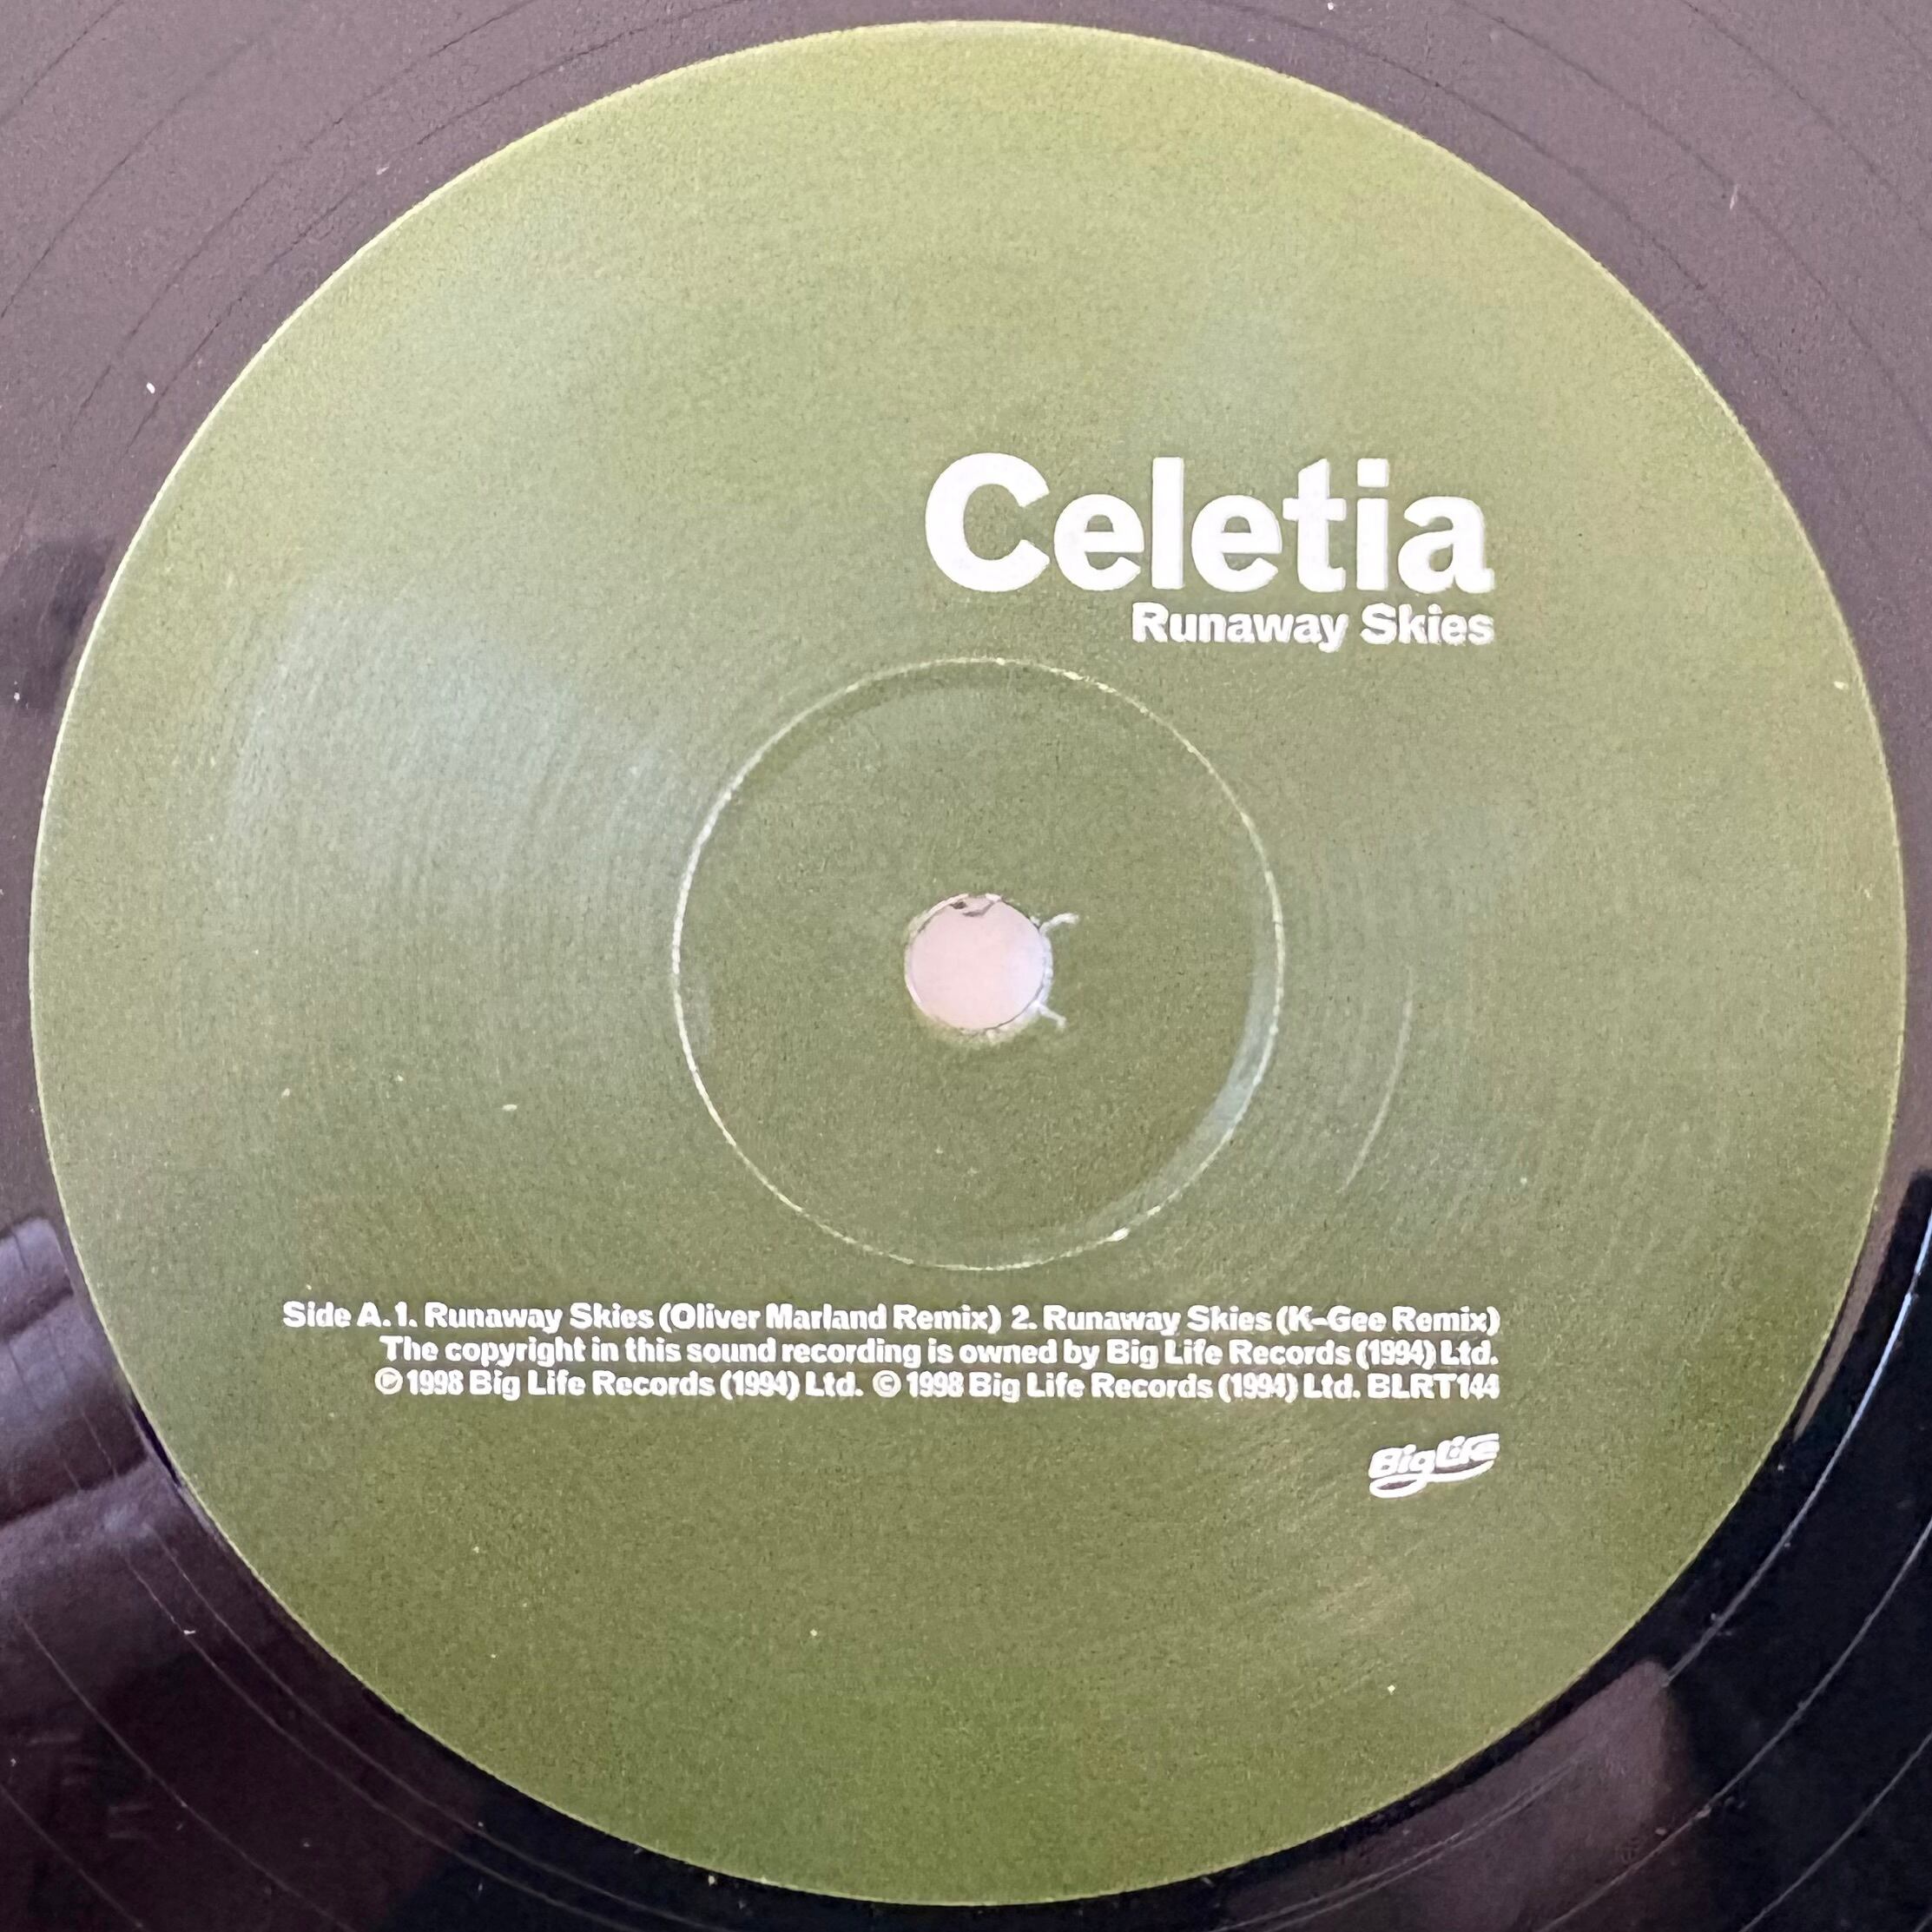 Celetia
Runaway Skies
Side A. 1. Runaway Skies (Oliver Marland Remix) 2. Runaway Skies (K-Gee Remix)
The copyright in this sound recording is owned by Big Life Records (1994) Ltd.
℗ 1998 Big Life Records (1994) Ltd. © 1998 Big Life Records (1994) Ltd. BLRT144
Big Life